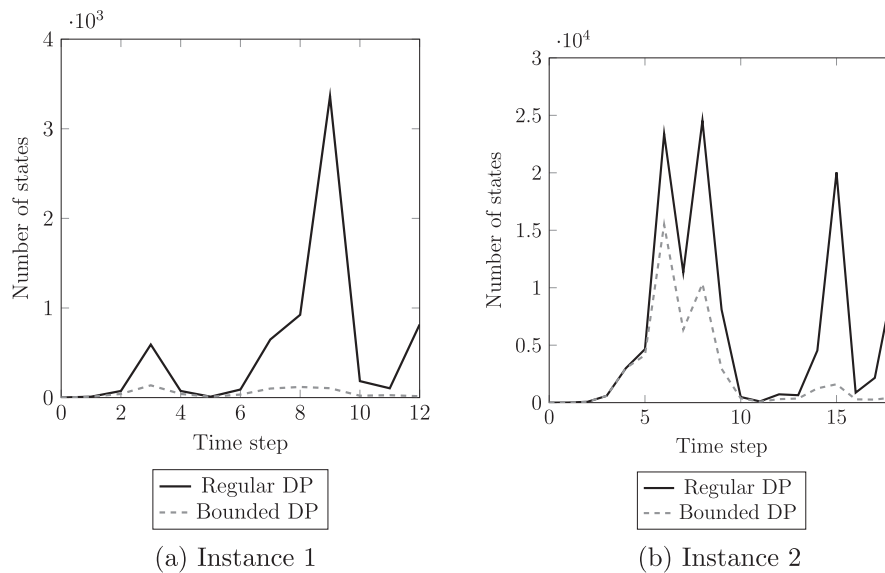 ·10³
4
3
2
1
0
0 2 4 6 8 10 12
Number of states
Time step
Regular DP
Bounded DP
(a) Instance 1
·10⁴
3
2.5
2
1.5
1
0.5
0
0 5 10 15
Number of states
Time step
Regular DP
Bounded DP
(b) Instance 2